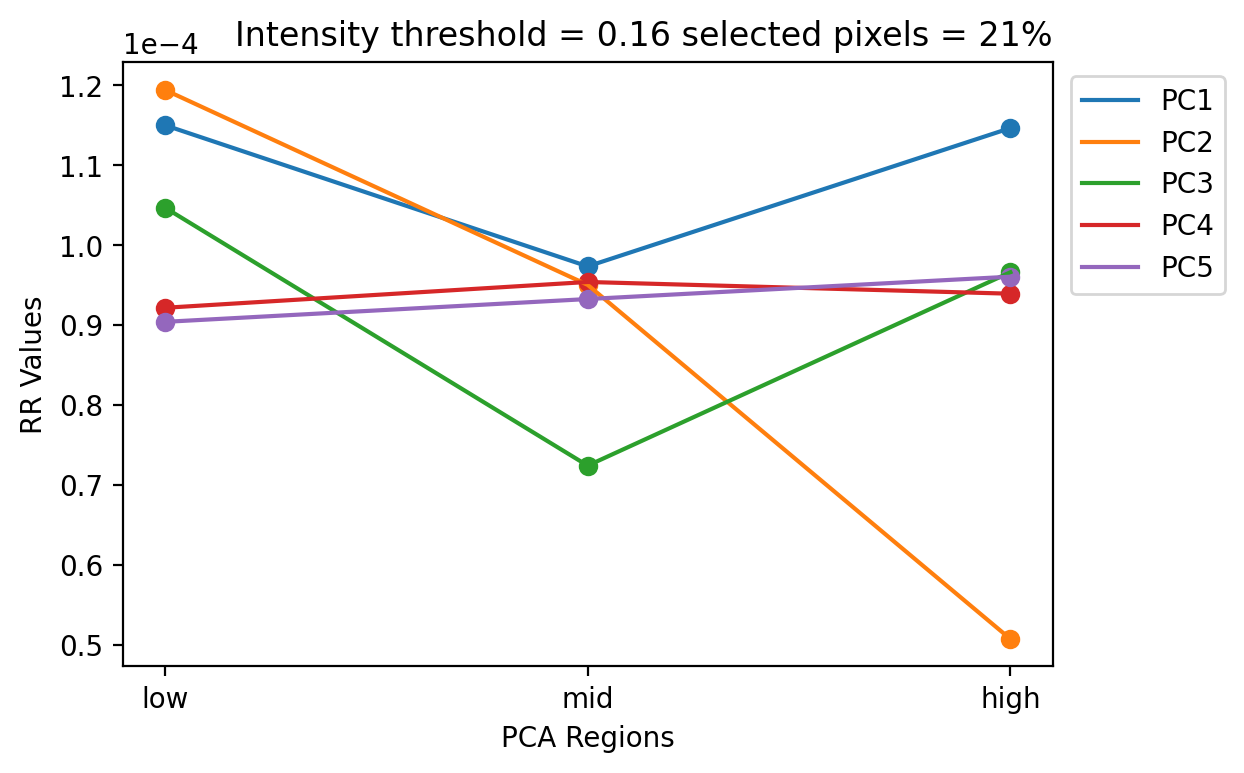 1e−4
Intensity threshold = 0.16 selected pixels = 21%
1.2
1.1
1.0
0.9
0.8
0.7
0.6
0.5
RR Values
low
mid
high
PCA Regions
PC1
PC2
PC3
PC4
PC5